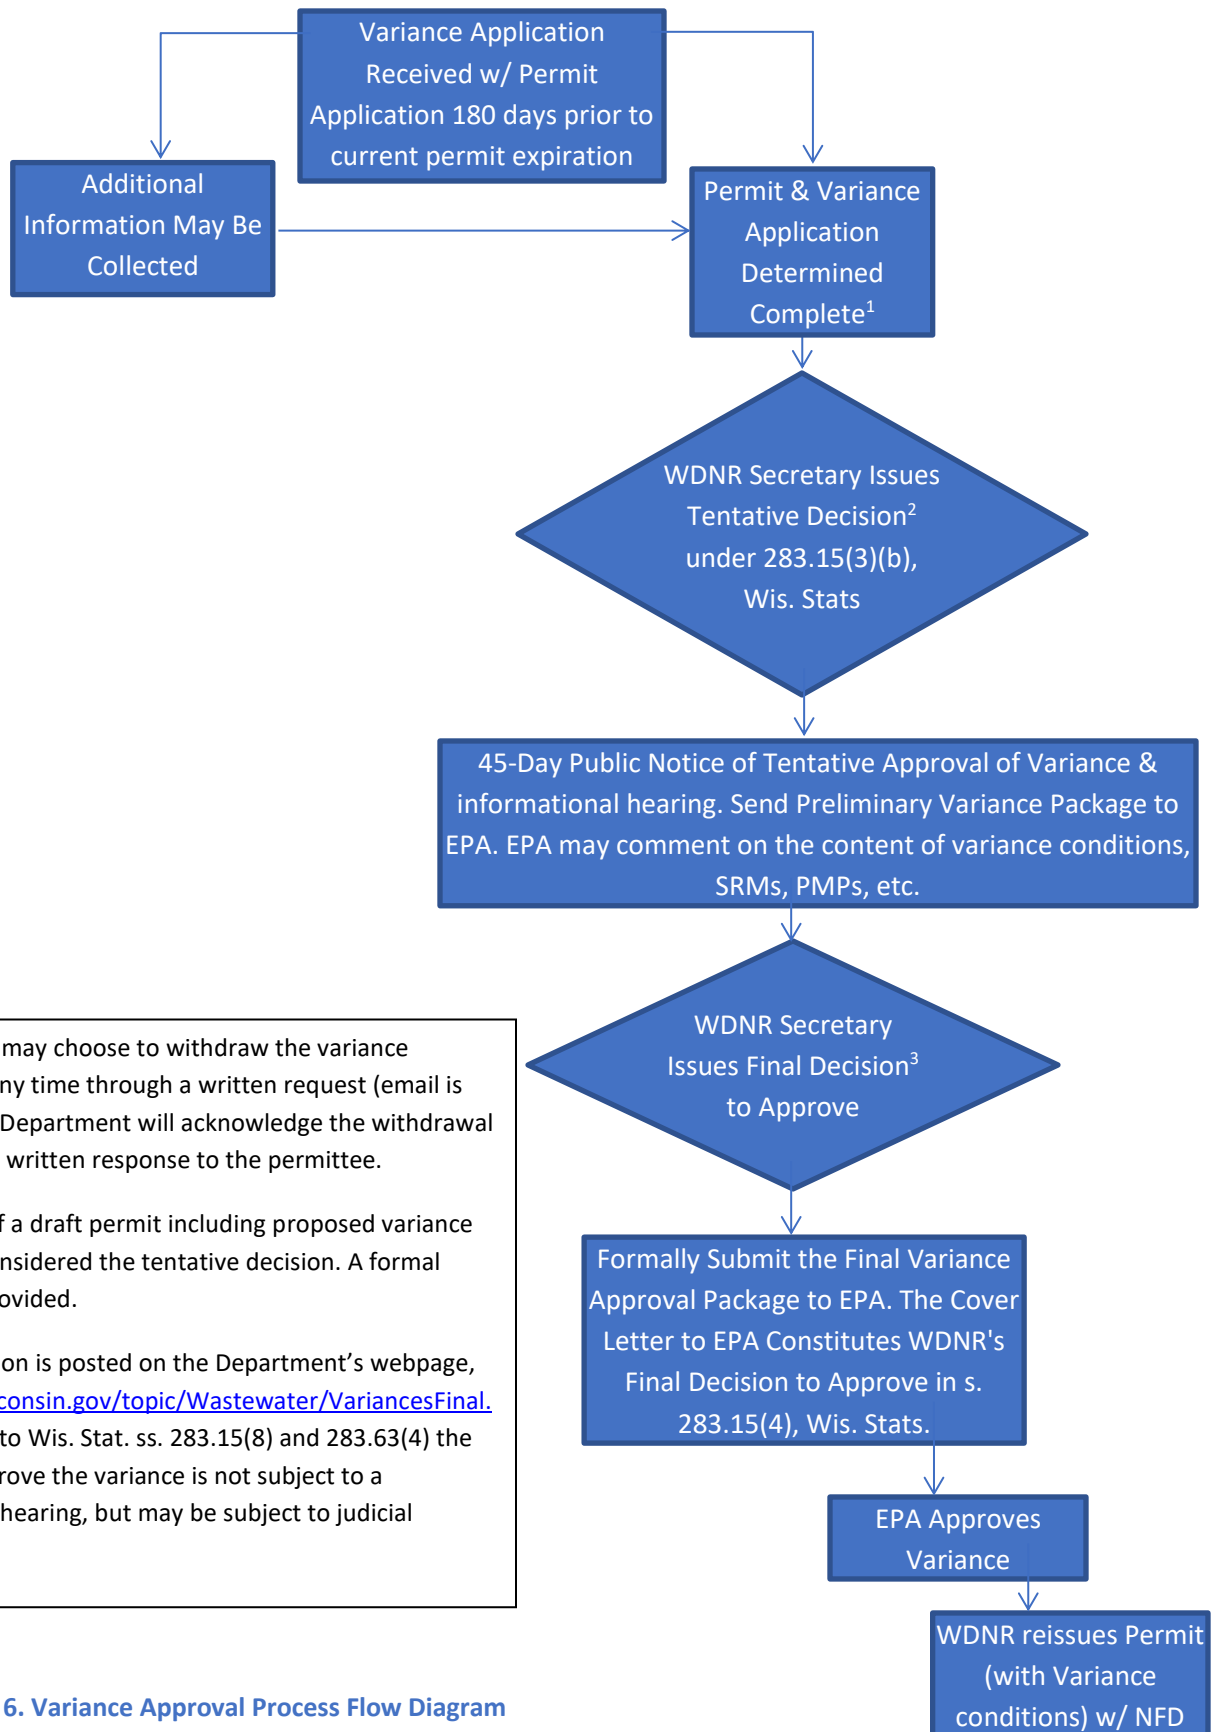 Variance Application
Received w/ Permit
Application 180 days prior to
current permit expiration
Additional
Information May Be
Collected
Permit & Variance
Application
Determined
Complete¹
WDNR Secretary Issues
Tentative Decision²
under 283.15(3)(b),
Wis. Stats
45-Day Public Notice of Tentative Approval of Variance &
informational hearing. Send Preliminary Variance Package to
EPA. EPA may comment on the content of variance conditions,
SRMs, PMPs, etc.
WDNR Secretary
Issues Final Decision³
to Approve
Formally Submit the Final Variance
Approval Package to EPA. The Cover
Letter to EPA Constitutes WDNR's
Final Decision to Approve in s.
283.15(4), Wis. Stats.
EPA Approves
Variance
WDNR reissues Permit
(with Variance
conditions) w/ NFD
may choose to withdraw the variance
ny time through a written request (email is
Department will acknowledge the withdrawal
written response to the permittee.
f a draft permit including proposed variance
nsidered the tentative decision. A formal
ovided.
on is posted on the Department’s webpage,
consin.gov/topic/Wastewater/VariancesFinal.
to Wis. Stat. ss. 283.15(8) and 283.63(4) the
rove the variance is not subject to a
hearing, but may be subject to judicial
6. Variance Approval Process Flow Diagram